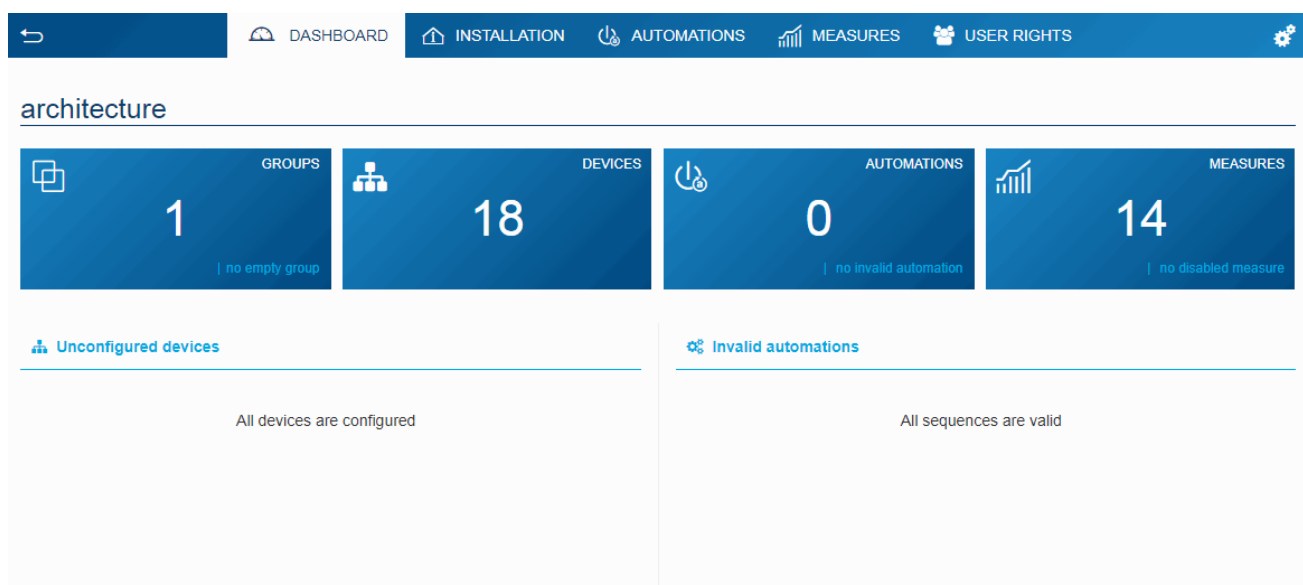 DASHBOARD INSTALLATION AUTOMATIONS MEASURES USER RIGHTS
architecture
GROUPS
1
| no empty group
DEVICES
18
AUTOMATIONS
0
| no invalid automation
MEASURES
14
| no disabled measure
Unconfigured devices
All devices are configured
Invalid automations
All sequences are valid